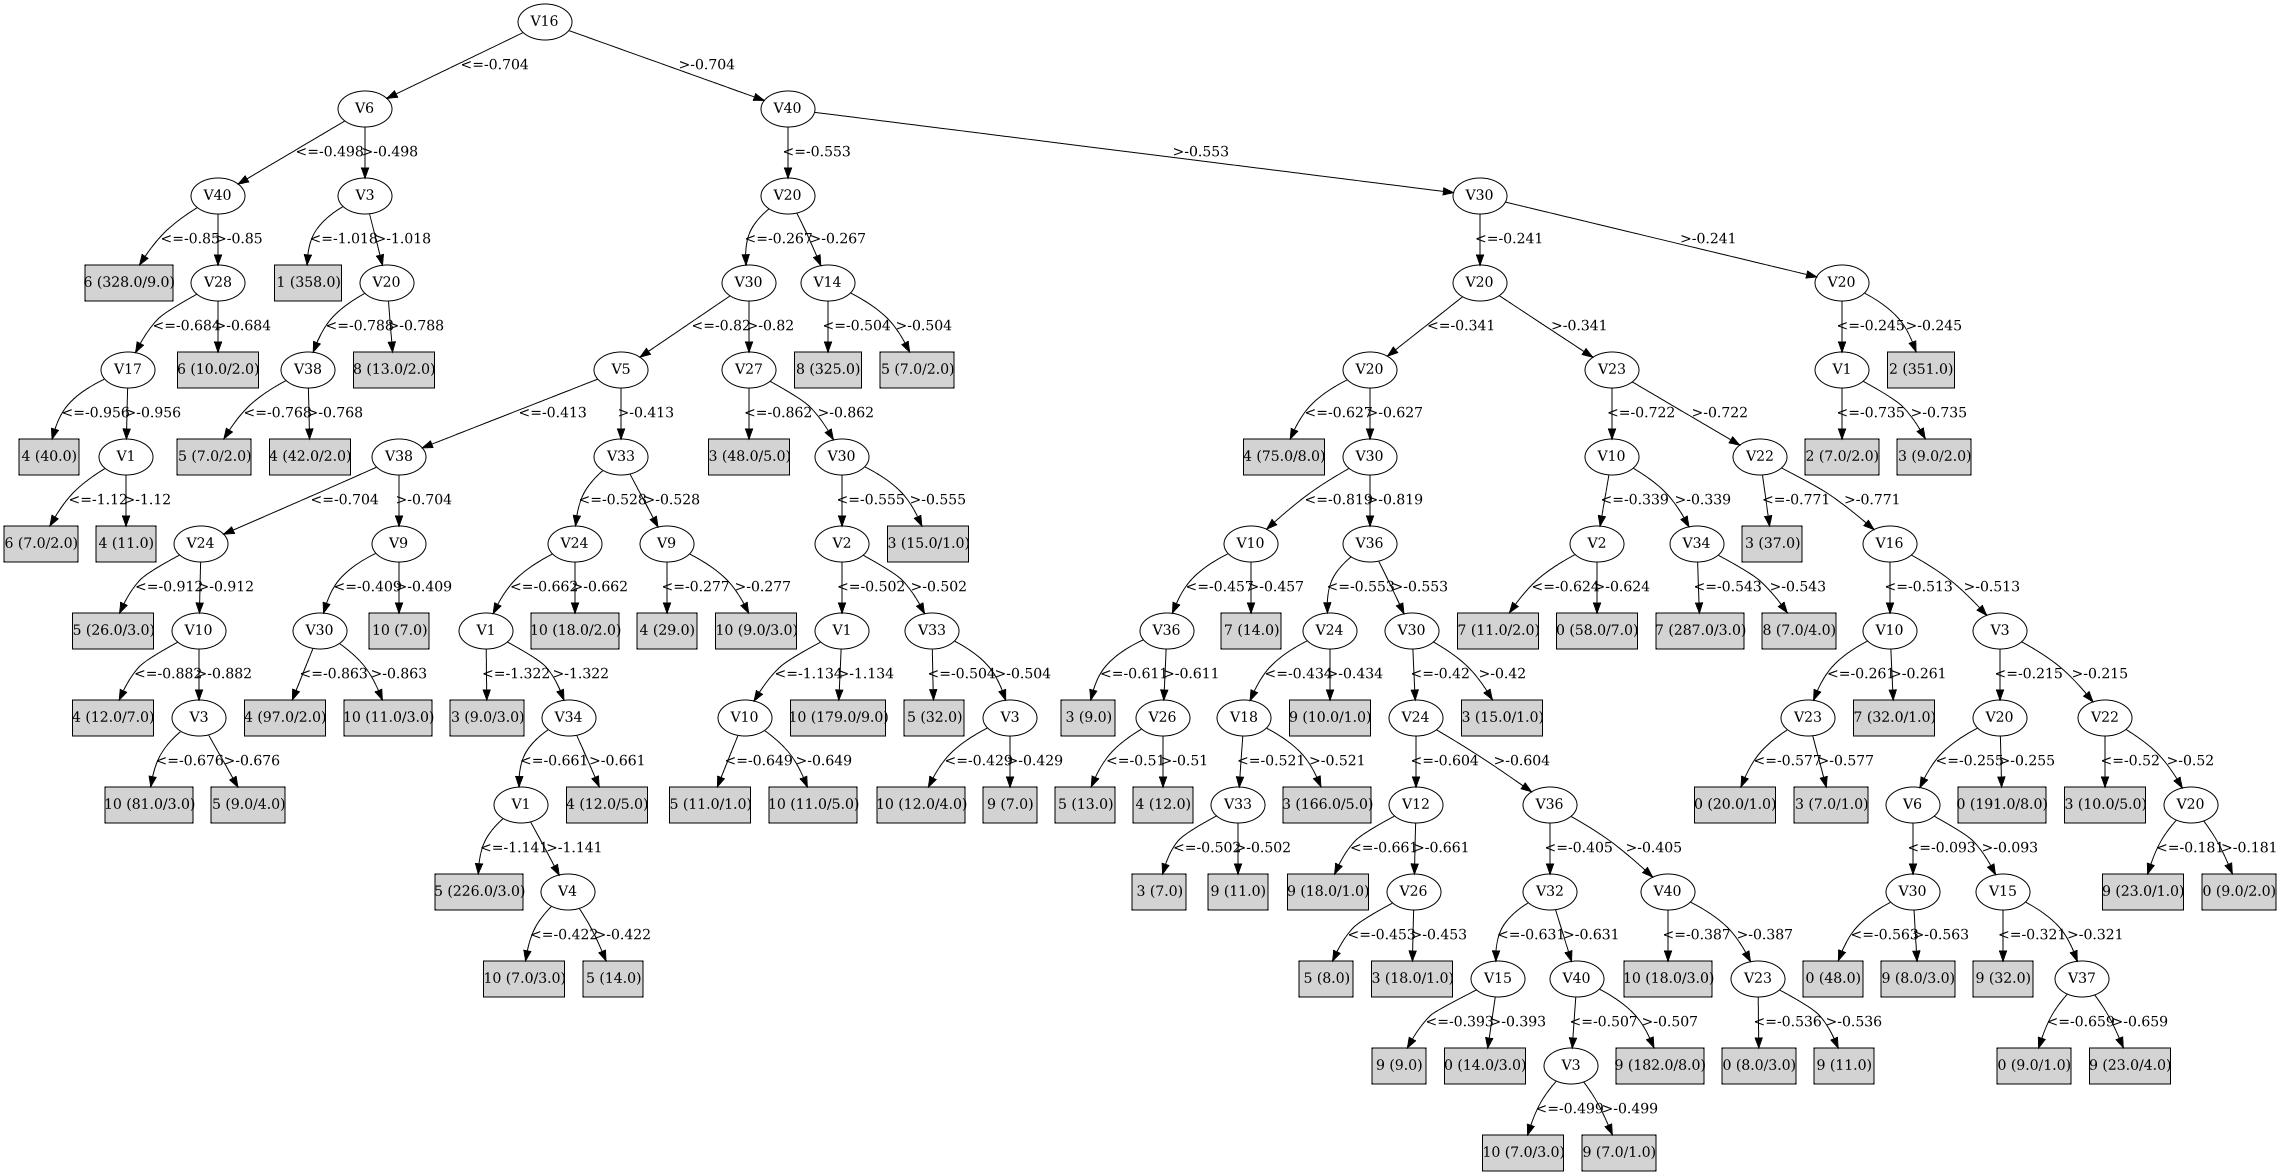 V16
<=-0.704 >-0.704
V6 V40
<=-0.498 >-0.498 <=-0.553 >-0.553
V40 V3 V20 V30
<=-0.85 >-0.85 <=-1.018 >-1.018 <=-0.267 >-0.267 <=-0.241 >-0.241
6 (328.0/9.0) V28 1 (358.0) V20 V30 V14 V20 V20
<=-0.684 >-0.684 <=-0.788 >-0.788 <=-0.82 >-0.82 <=-0.504 >-0.504 <=-0.341 >-0.341 <=-0.245 >-0.245
V17 6 (10.0/2.0) V38 8 (13.0/2.0) V5 V27 8 (325.0) 5 (7.0/2.0) V20 V23 V1 2 (351.0)
<=-0.956 >-0.956 <=-0.768 >-0.768 <=-0.413 >-0.413 <=-0.862 >-0.862 <=-0.627 >-0.627 <=-0.722 >-0.722 <=-0.735 >-0.735
4 (40.0) V1 5 (7.0/2.0) 4 (42.0/2.0) V38 V33 3 (48.0/5.0) V30 4 (75.0/8.0) V30 V10 V22 2 (7.0/2.0) 3 (9.0/2.0)
<=-1.12 >-1.12 <=-0.704 >-0.704 <=-0.528 >-0.528 <=-0.555 >-0.555 <=-0.819 >-0.819 <=-0.339 >-0.339 <=-0.771 >-0.771
6 (7.0/2.0) 4 (11.0) V24 V9 V24 V9 V2 3 (15.0/1.0) V10 V36 V2 V34 3 (37.0) V16
<=-0.912 >-0.912 <=-0.409 >-0.409 <=-0.662 >-0.662 <=-0.277 >-0.277 <=-0.502 >-0.502 <=-0.457 >-0.457 <=-0.553 >-0.553 <=-0.624 >-0.624 <=-0.543 >-0.543 <=-0.513 >-0.513
5 (26.0/3.0) V10 V30 10 (7.0) V1 10 (18.0/2.0) 4 (29.0) 10 (9.0/3.0) V1 V33 V36 7 (14.0) V24 V30 7 (11.0/2.0) 0 (58.0/7.0) 7 (287.0/3.0) 8 (7.0/4.0) V10 V3
<=-0.882 >-0.882 <=-0.863 >-0.863 <=-1.322 >-1.322 <=-1.134 >-1.134 <=-0.504 >-0.504 <=-0.611 >-0.611 <=-0.434 >-0.434 <=-0.42 >-0.42 <=-0.261 >-0.261 <=-0.215 >-0.215
4 (12.0/7.0) V3 4 (97.0/2.0) 10 (11.0/3.0) 3 (9.0/3.0) V34 V10 10 (179.0/9.0) 5 (32.0) V3 3 (9.0) V26 V18 9 (10.0/1.0) V24 3 (15.0/1.0) V23 7 (32.0/1.0) V20 V22
<=-0.676 >-0.676 <=-0.661 >-0.661 <=-0.649 >-0.649 <=-0.429 >-0.429 <=-0.51 >-0.51 <=-0.521 >-0.521 <=-0.604 >-0.604 <=-0.577 >-0.577 <=-0.255 >-0.255 <=-0.52 >-0.52
10 (81.0/3.0) 5 (9.0/4.0) V1 4 (12.0/5.0) 5 (11.0/1.0) 10 (11.0/5.0) 10 (12.0/4.0) 9 (7.0) 5 (13.0) 4 (12.0) V33 3 (166.0/5.0) V12 V36 0 (20.0/1.0) 3 (7.0/1.0) V6 0 (191.0/8.0) 3 (10.0/5.0) V20
<=-1.141 >-1.141 <=-0.502 >-0.502 <=-0.661 >-0.661 <=-0.405 >-0.405 <=-0.093 >-0.093 <=-0.181 >-0.181
5 (226.0/3.0) V4 3 (7.0) 9 (11.0) 9 (18.0/1.0) V26 V32 V40 V30 V15 9 (23.0/1.0) 0 (9.0/2.0)
<=-0.422 >-0.422 <=-0.453 >-0.453 <=-0.631 >-0.631 <=-0.387 >-0.387 <=-0.563 >-0.563 <=-0.321 >-0.321
10 (7.0/3.0) 5 (14.0) 5 (8.0) 3 (18.0/1.0) V15 V40 10 (18.0/3.0) V23 0 (48.0) 9 (8.0/3.0) 9 (32.0) V37
<=-0.393 >-0.393 <=-0.507 >-0.507 <=-0.536 >-0.536 <=-0.659 >-0.659
9 (9.0) 0 (14.0/3.0) V3 9 (182.0/8.0) 0 (8.0/3.0) 9 (11.0) 0 (9.0/1.0) 9 (23.0/4.0)
<=-0.499 >-0.499
10 (7.0/3.0) 9 (7.0/1.0)